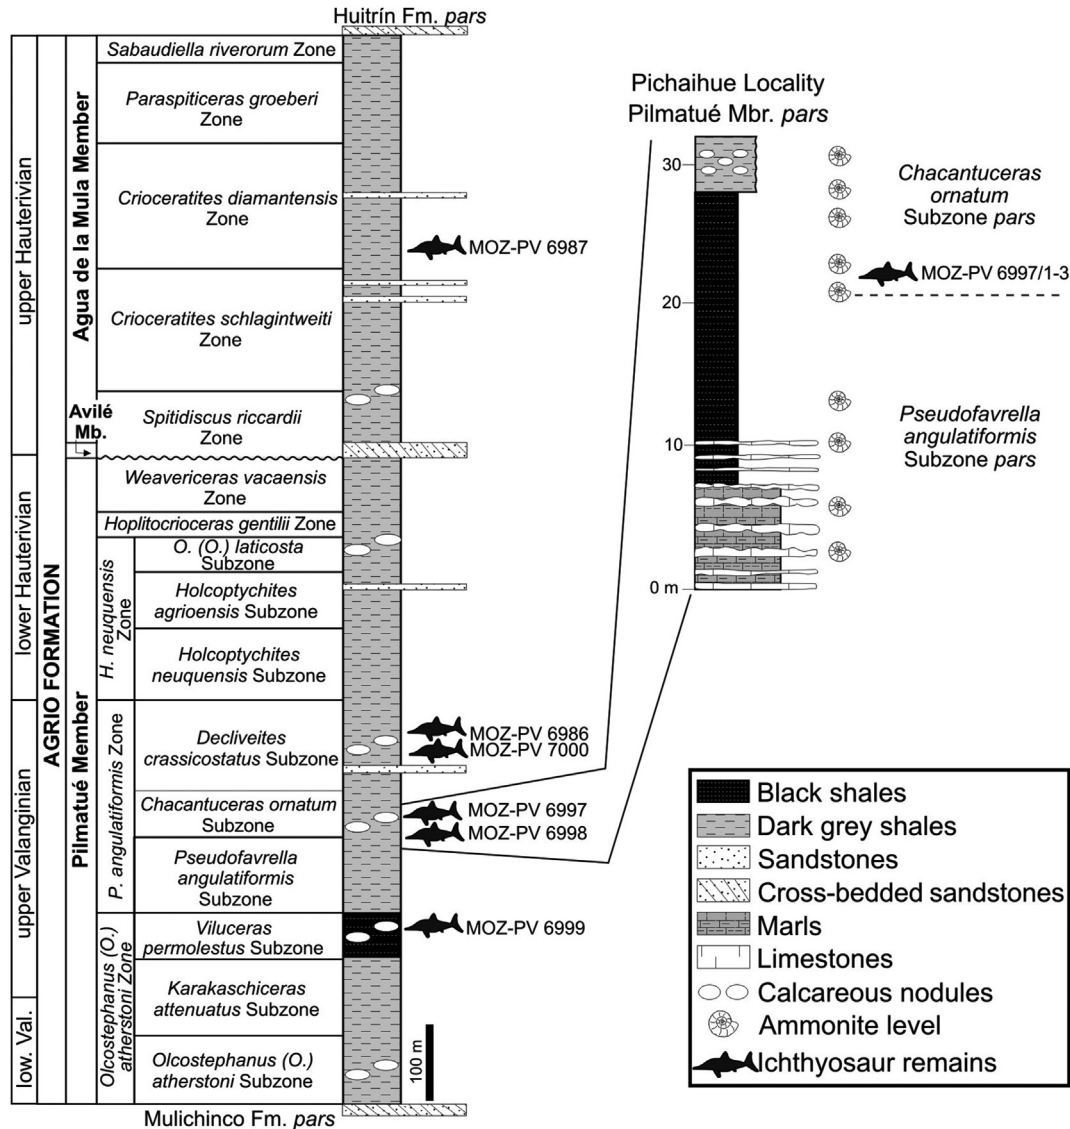 Huitrín Fm. pars
upper Hauterivian
lower Hauterivian
upper Valanginian
low. Val.
AGRIO FORMATION
Agua de la Mula Member
Avilé
Mb.
Pilmatué Member
Sabaudiella riverorum Zone
Paraspiticeras groeberi
Zone
Crioceratites diamantensis
Zone
Crioceratites schlagintweiti
Zone
Spitidiscus riccardii
Zone
Weavericeras vacaensis
Zone
Hoplitocrioceras gentilii Zone
H. neuquensis
Zone
O. (O.) laticosta
Subzone
Holcoptychites
agrioensis Subzone
Holcoptychites
neuquensis Subzone
P. angulatiformis Zone
Decliveites
crassicostatus Subzone
Chacantuceras ornatum
Subzone
Pseudofavrella
angulatiformis
Subzone
Olcostephanus (O.)
atherstoni Zone
Viluceras
permolestus Subzone
Karakaschiceras
attenuatus Subzone
Olcostephanus (O.)
atherstoni Subzone
Mulichinco Fm. pars
100 m
MOZ-PV 6987
MOZ-PV 6986
MOZ-PV 7000
MOZ-PV 6997
MOZ-PV 6998
MOZ-PV 6999
Pichaihue Locality
Pilmatué Mbr. pars
30
20
10
0 m
Chacantuceras
ornatum
Subzone pars
MOZ-PV 6997/1-3
Pseudofavrella
angulatiformis
Subzone pars
Black shales
Dark grey shales
Sandstones
Cross-bedded sandstones
Marls
Limestones
Calcareous nodules
Ammonite level
Ichthyosaur remains